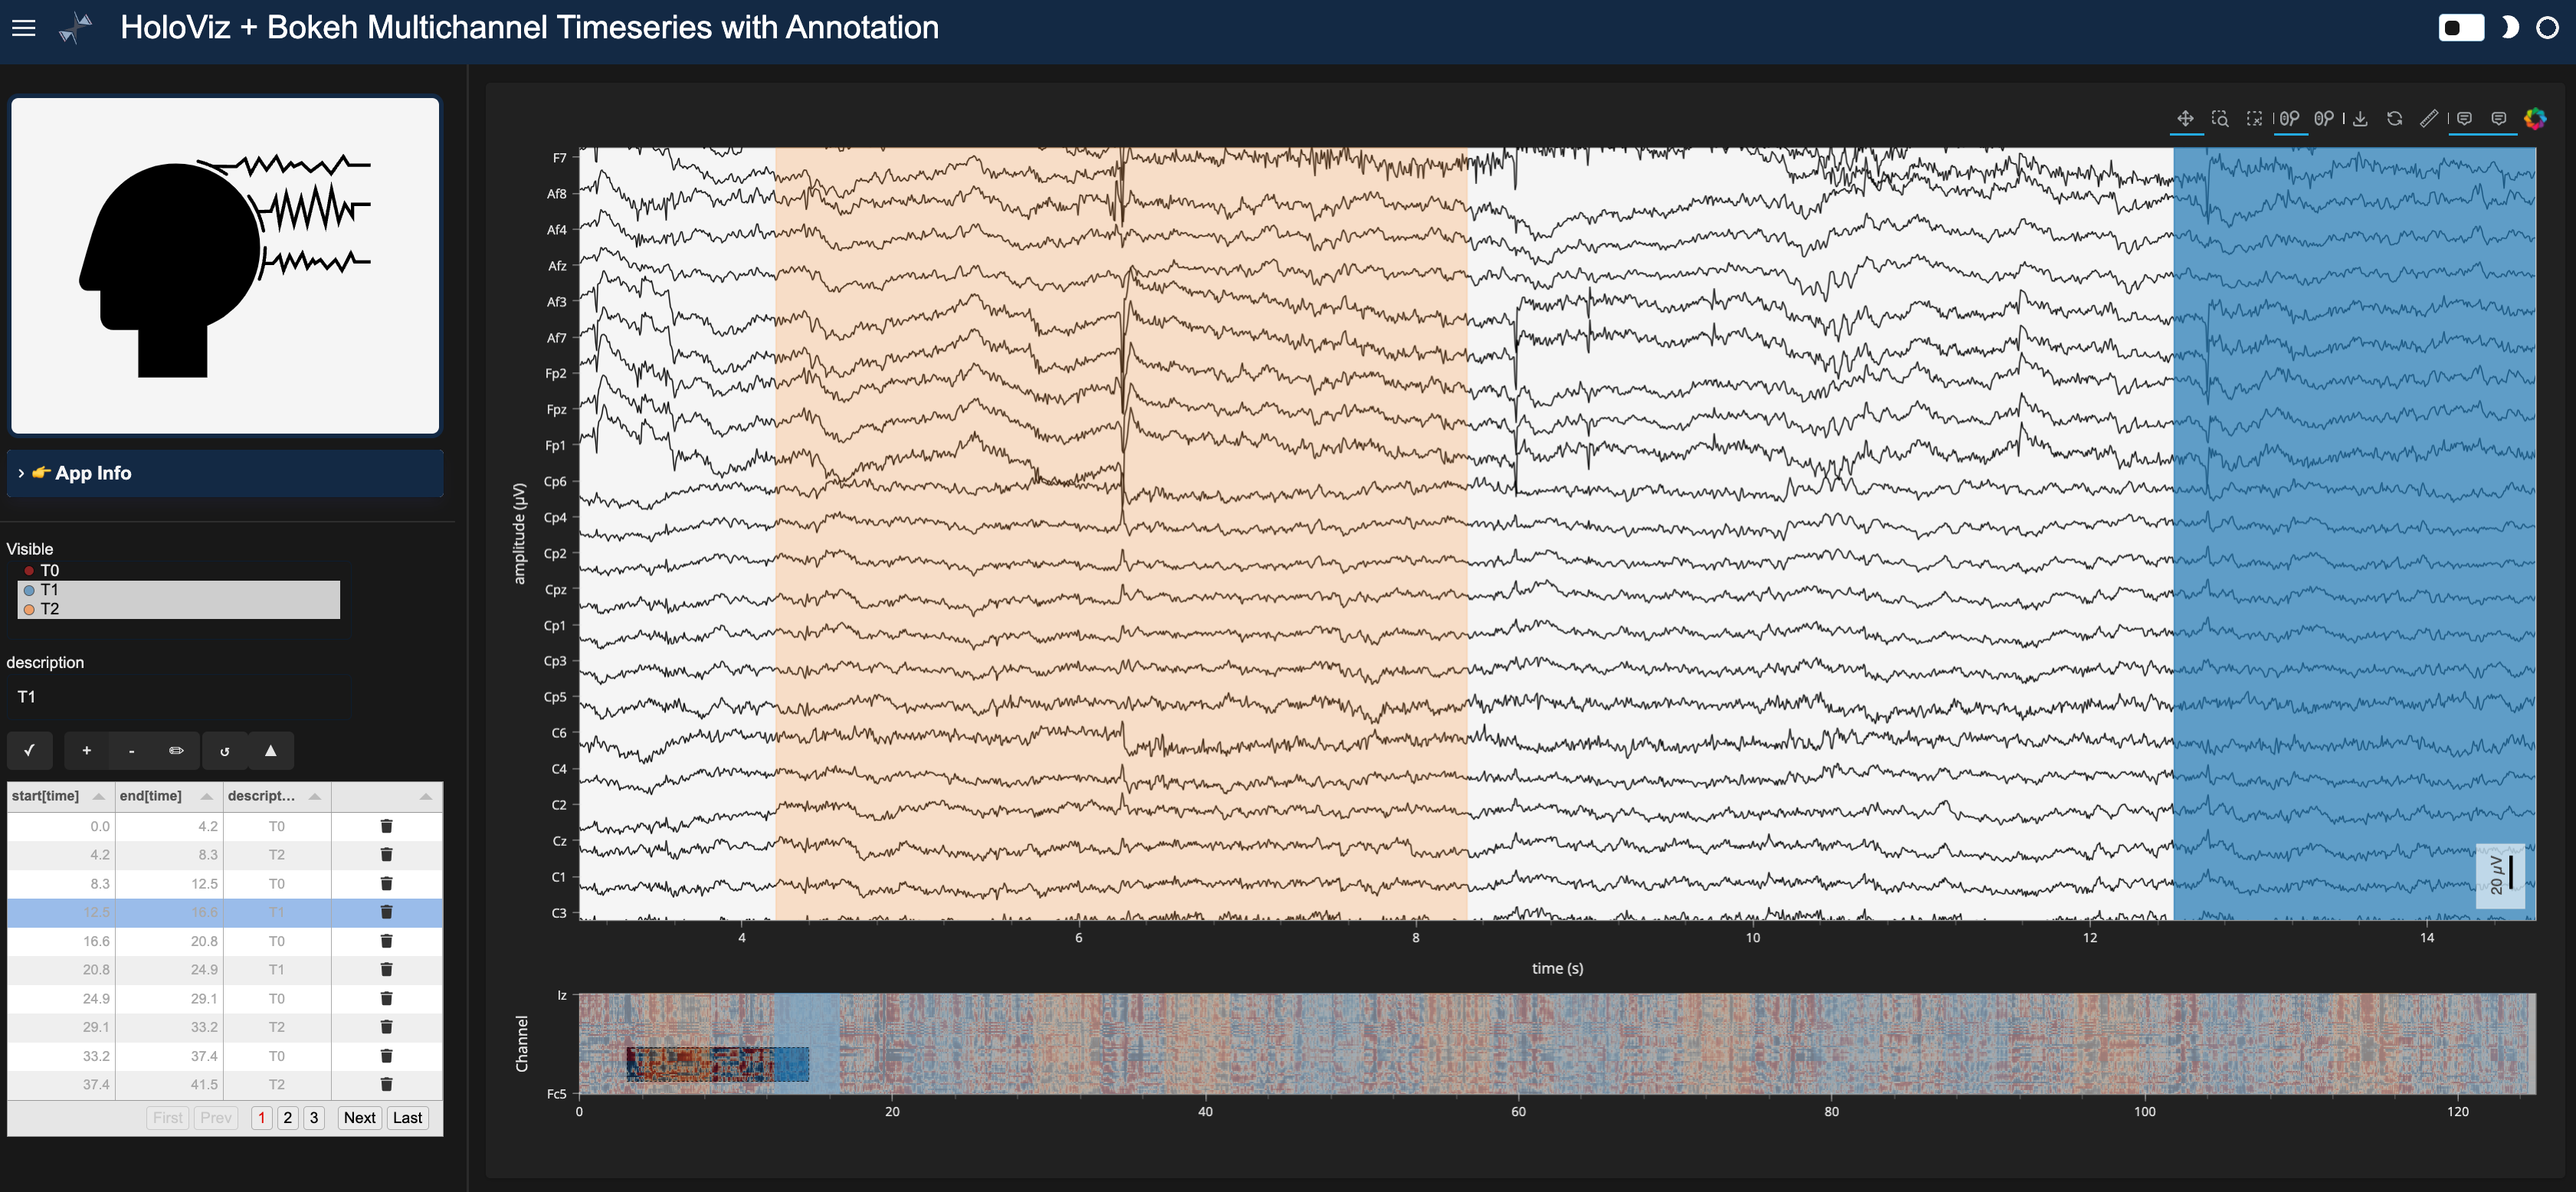 HoloViz + Bokeh Multichannel Timeseries with Annotation
› 👉 App Info
Visible
T0
T1
T2
description
T1
✓ + - ✏ ↺ ▲
start[time] end[time] descript...
0.0 4.2 T0
4.2 8.3 T2
8.3 12.5 T0
12.5 16.6 T1
16.6 20.8 T0
20.8 24.9 T1
24.9 29.1 T0
29.1 33.2 T2
33.2 37.4 T0
37.4 41.5 T2
First Prev 1 2 3 Next Last
amplitude (µV)
F7
Af8
Af4
Afz
Af3
Af7
Fp2
Fpz
Fp1
Cp6
Cp4
Cp2
Cpz
Cp1
Cp3
Cp5
C6
C4
C2
Cz
C1
C3
20 µV
4 6 8 10 12 14
time (s)
Channel
Iz
Fc5
0 20 40 60 80 100 120